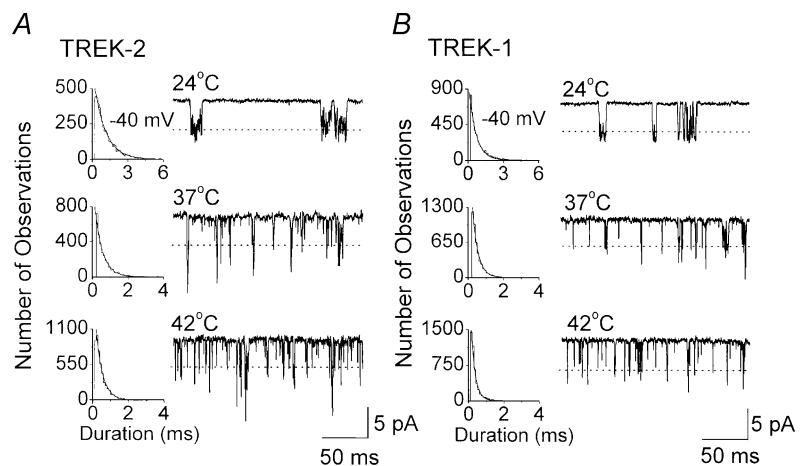 A
TREK-2
Number of Observations
24°C
500
250
0
-40 mV
0 3 6
37°C
800
400
0
0 2 4
42°C
1100
550
0
0 2 4
Duration (ms)
5 pA
50 ms
B
TREK-1
Number of Observations
24°C
900
450
0
-40 mV
0 3 6
37°C
1300
650
0
0 2 4
42°C
1500
750
0
0 2 4
Duration (ms)
5 pA
50 ms